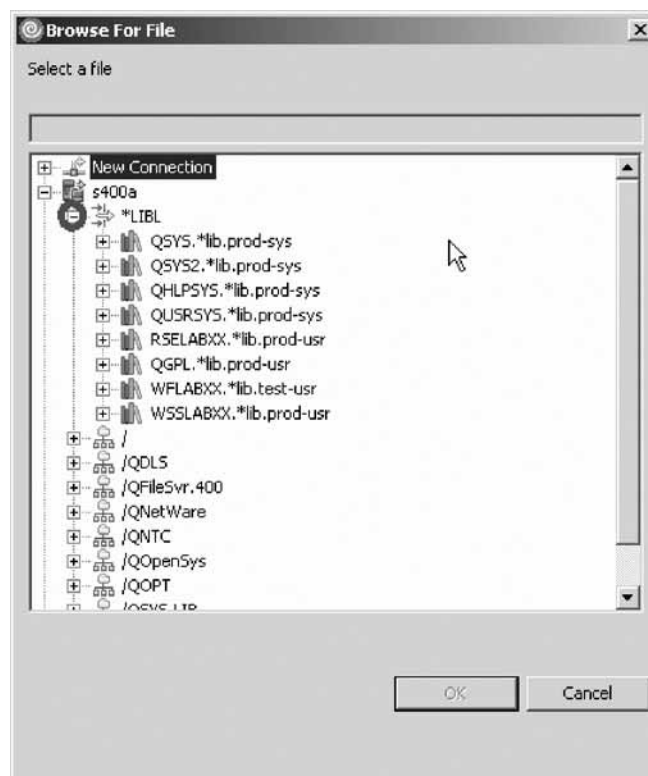 Browse For File
Select a file
New Connection
s400a
*LIBL
QSYS.*lib.prod-sys
QSYS2.*lib.prod-sys
QHLPSYS.*lib.prod-sys
QUSRSYS.*lib.prod-sys
RSELABXX.*lib.prod-usr
QGPL.*lib.prod-usr
WFLABXX.*lib.test-usr
WSSLABXX.*lib.prod-usr
/
/QDLS
/QFileSvr.400
/QNetWare
/QNTC
/QOpenSys
/QOPT
/QSYS.LIB
OK Cancel